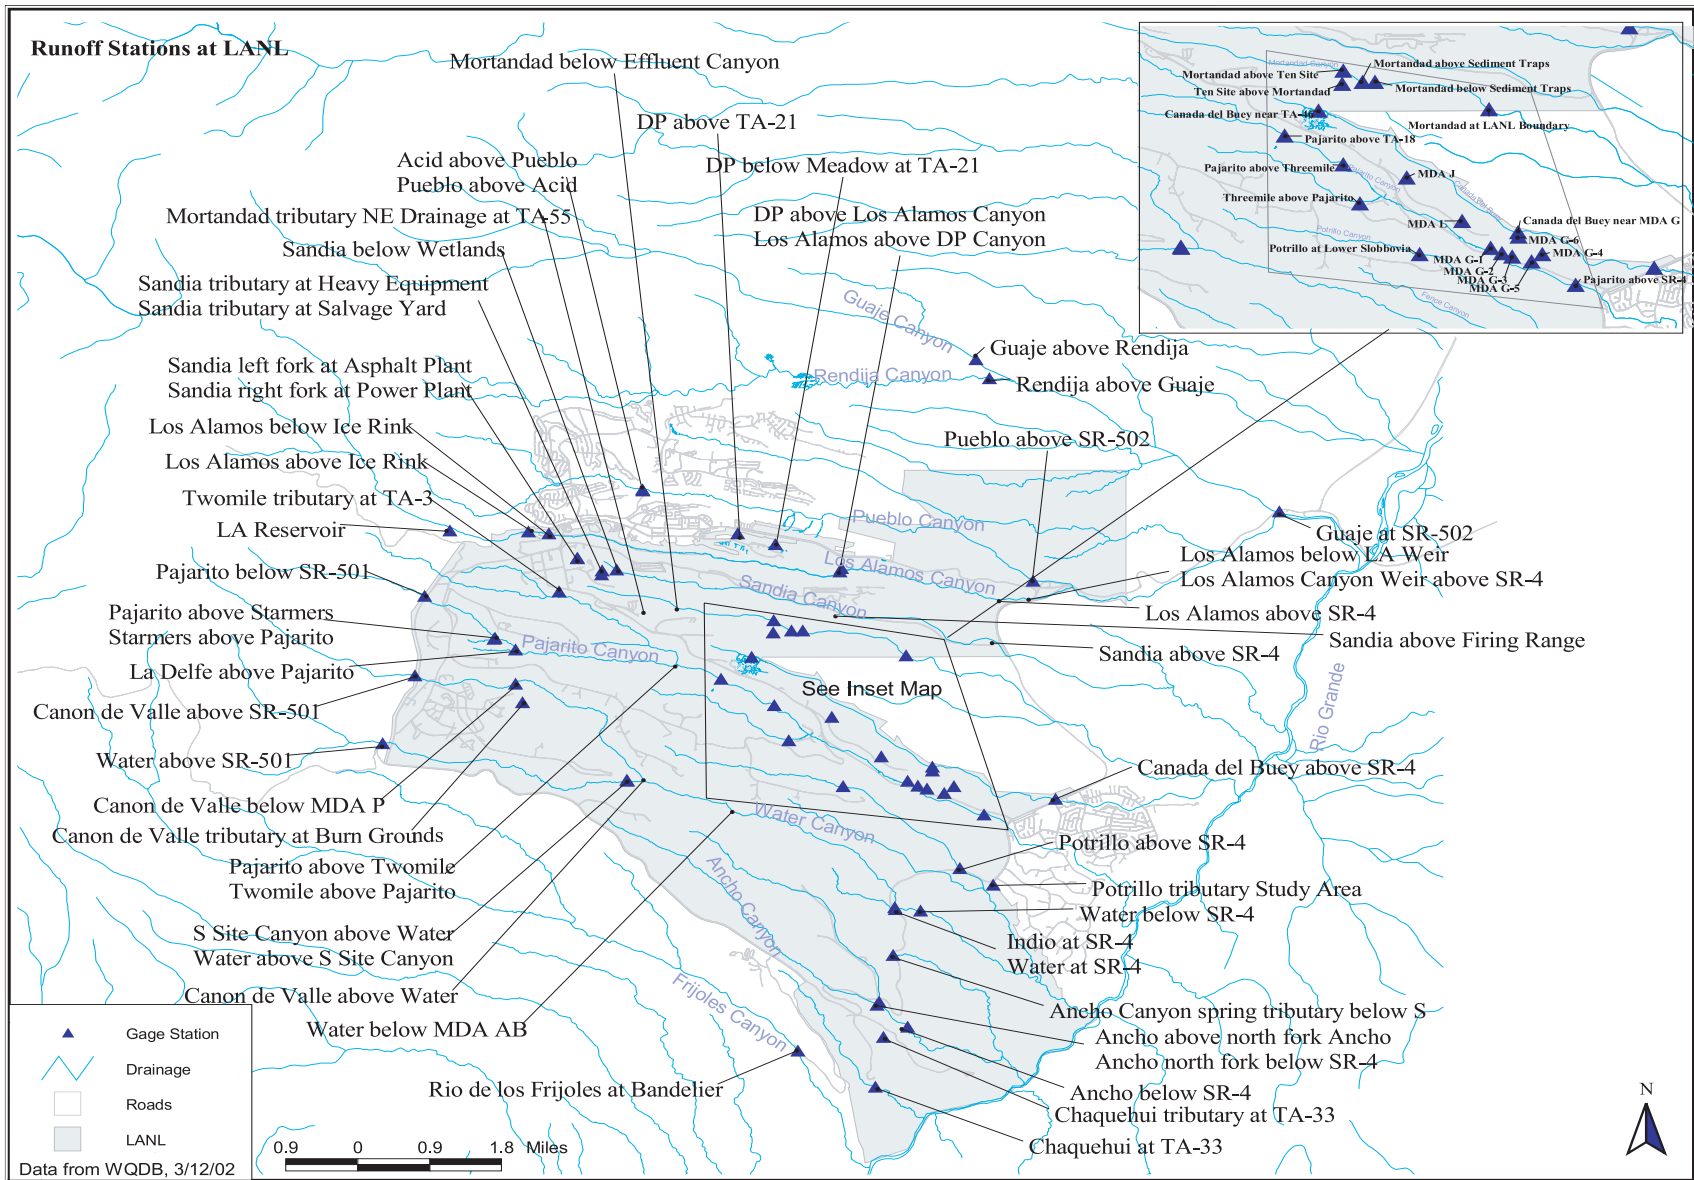 Runoff Stations at LANL
Mortandad below Effluent Canyon
DP above TA-21
DP below Meadow at TA-21
Acid above Pueblo
Pueblo above Acid
Mortandad tributary NE Drainage at TA-55
DP above Los Alamos Canyon
Los Alamos above DP Canyon
Sandia below Wetlands
Sandia tributary at Heavy Equipment
Sandia tributary at Salvage Yard
Sandia left fork at Asphalt Plant
Sandia right fork at Power Plant
Los Alamos below Ice Rink
Los Alamos above Ice Rink
Twomile tributary at TA-3
LA Reservoir
Pajarito below SR-501
Pajarito above Starmers
Starmers above Pajarito
La Delfe above Pajarito
Canon de Valle above SR-501
Water above SR-501
Canon de Valle below MDA P
Canon de Valle tributary at Burn Grounds
Pajarito above Twomile
Twomile above Pajarito
S Site Canyon above Water
Water above S Site Canyon
Canon de Valle above Water
Water below MDA AB
Rio de los Frijoles at Bandelier
Guaje Canyon
Rendija Canyon
Guaje above Rendija
Rendija above Guaje
Pueblo above SR-502
Pueblo Canyon
Los Alamos Canyon
Sandia Canyon
Pajarito Canyon
See Inset Map
Water Canyon
Ancho Canyon
Frijoles Canyon
Rio Grande
Guaje at SR-502
Los Alamos below LA Weir
Los Alamos Canyon Weir above SR-4
Los Alamos above SR-4
Sandia above Firing Range
Sandia above SR-4
Canada del Buey above SR-4
Potrillo above SR-4
Potrillo tributary Study Area
Water below SR-4
Indio at SR-4
Water at SR-4
Ancho Canyon spring tributary below S
Ancho above north fork Ancho
Ancho north fork below SR-4
Ancho below SR-4
Chaquehui tributary at TA-33
Chaquehui at TA-33
Mortandad Canyon
Mortandad above Sediment Traps
Mortandad above Ten Site
Ten Site above Mortandad
Mortandad below Sediment Traps
Canada del Buey near TA-46
Mortandad at LANL Boundary
Pajarito above TA-18
Pajarito above Threemile
Pajarito Canyon
MDA J
Canada del Buey
Threemile above Pajarito
MDA L
Canada del Buey near MDA G
Potrillo Canyon
MDA G-6
Potrillo at Lower Slobbovia
MDA G-4
MDA G-1
MDA G-2
MDA G-3
MDA G-5
Pajarito above SR-4
Fence Canyon
Gage Station
Drainage
Roads
LANL
Data from WQDB, 3/12/02
0.9 0 0.9 1.8 Miles
N